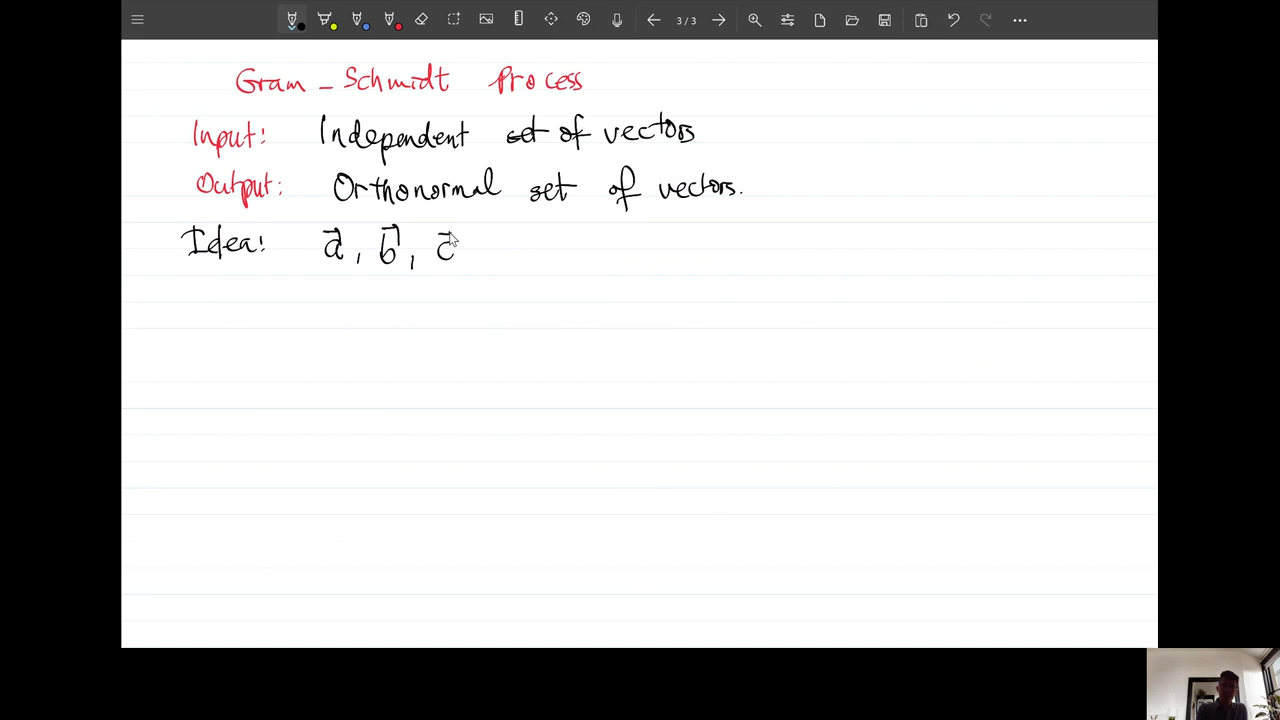 3/3
Gram - Schmidt Process
Input: Independent set of vectors
Output: Orthonormal set of vectors.
Idea: a⃗, b⃗, c⃗